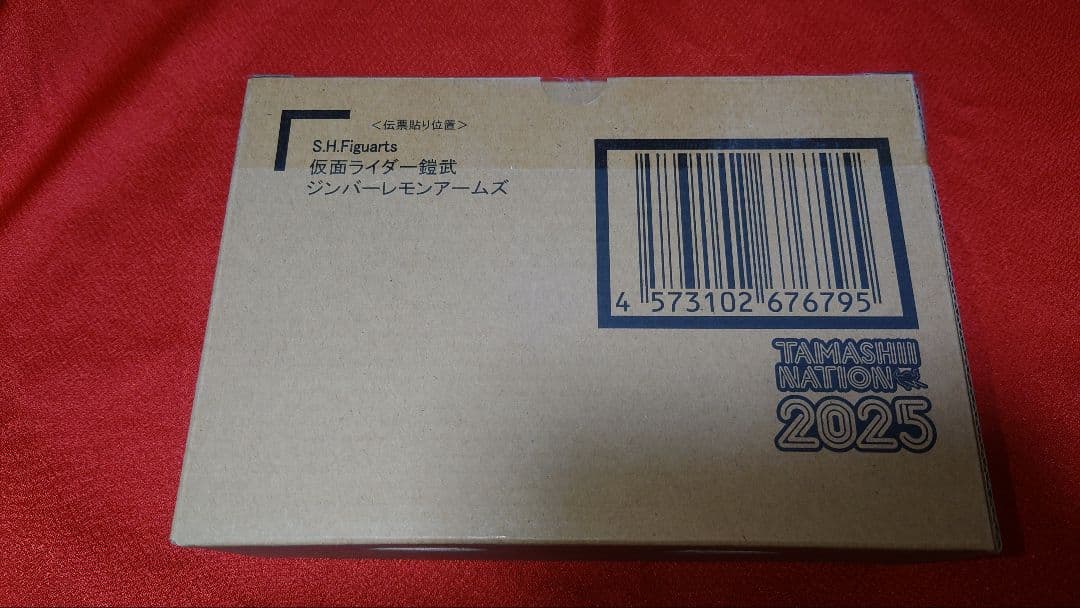 <伝票貼り位置>
S.H.Figuarts
仮面ライダー鎧武
ジンバーレモンアームズ
4 573102 676795
TAMASHII
NATION
2025